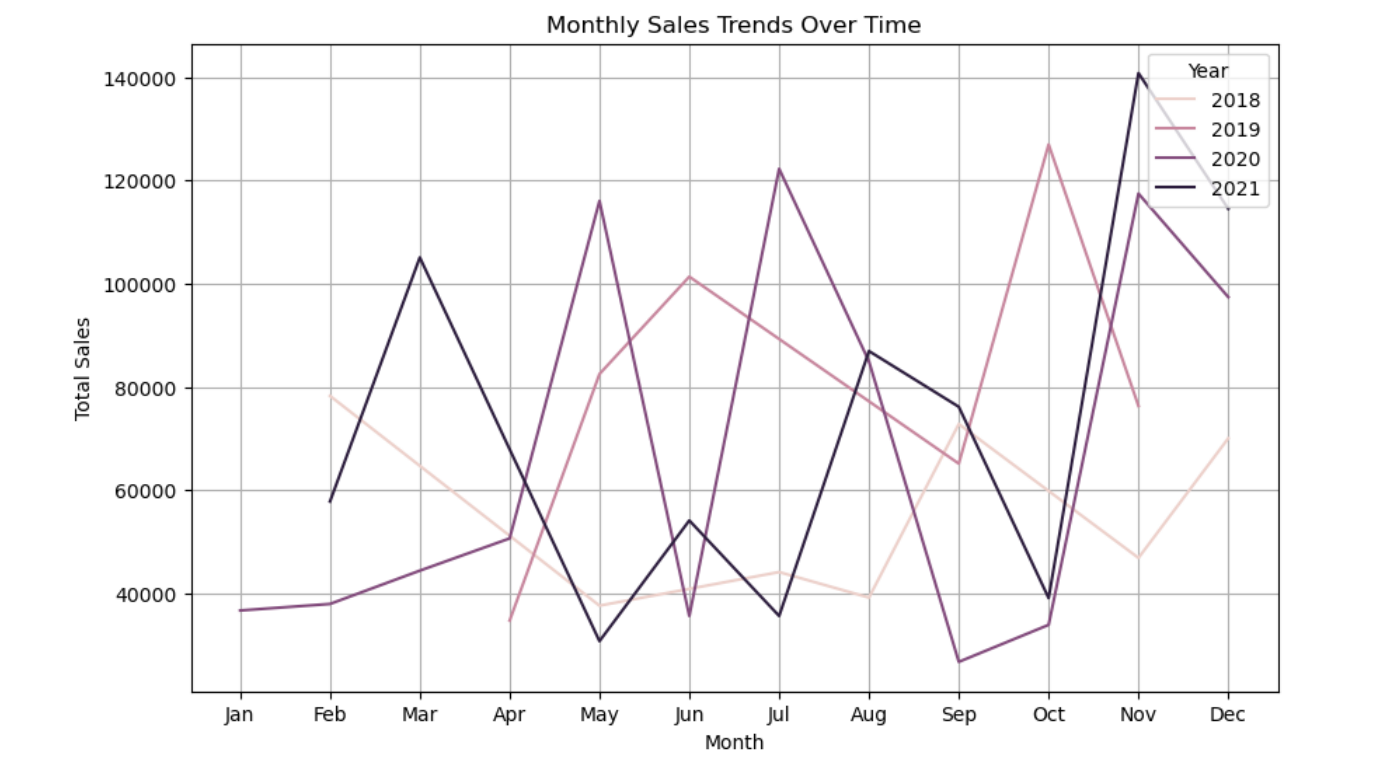 Monthly Sales Trends Over Time
Year
2018
2019
2020
2021
140000
120000
100000
80000
60000
40000
Total Sales
Jan Feb Mar Apr May Jun Jul Aug Sep Oct Nov Dec
Month